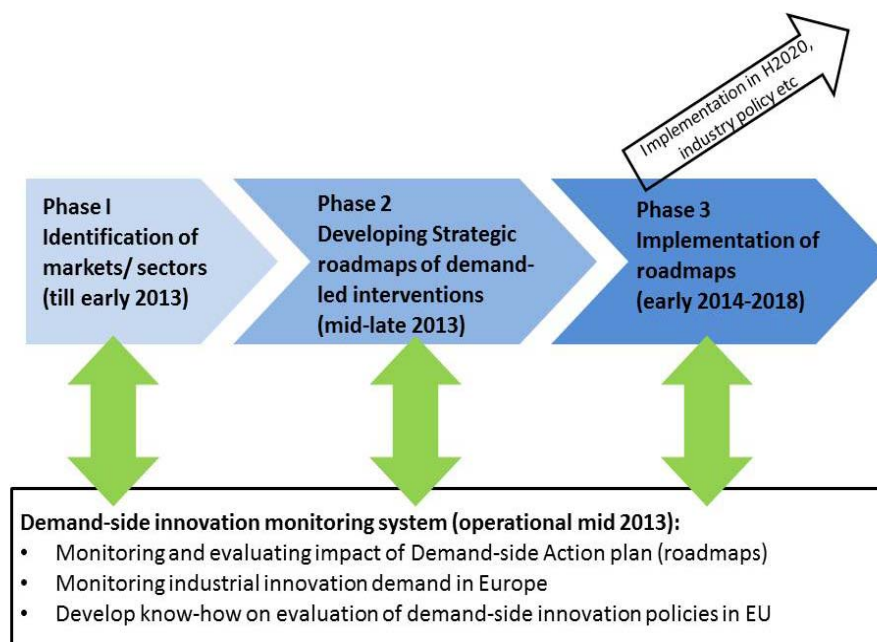 Implementation in H2020,
industry policy etc
Phase I
Identification of
markets/ sectors
(till early 2013)
Phase 2
Developing Strategic
roadmaps of demand-
led interventions
(mid-late 2013)
Phase 3
Implementation of
roadmaps
(early 2014-2018)
Demand-side innovation monitoring system (operational mid 2013):
• Monitoring and evaluating impact of Demand-side Action plan (roadmaps)
• Monitoring industrial innovation demand in Europe
• Develop know-how on evaluation of demand-side innovation policies in EU